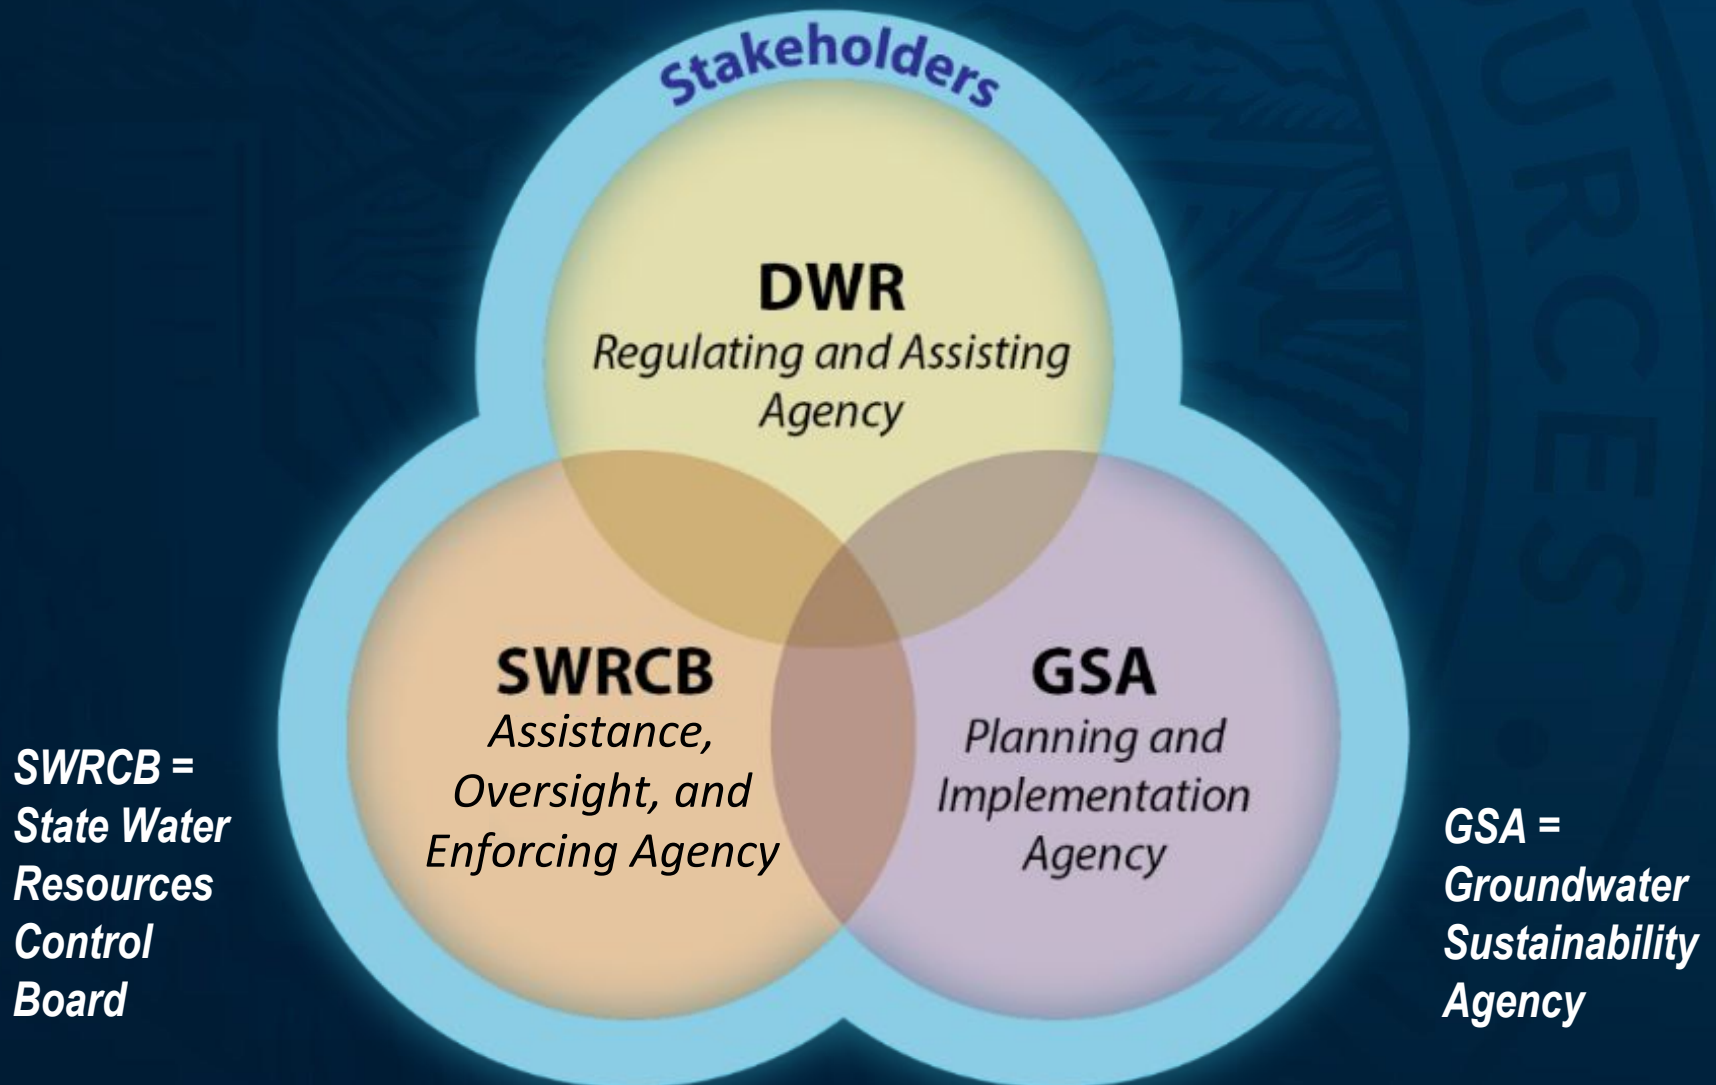 Stakeholders
DWR
Regulating and Assisting
Agency
SWRCB
Assistance,
Oversight, and
Enforcing Agency
GSA
Planning and
Implementation
Agency
SWRCB =
State Water
Resources
Control
Board
GSA =
Groundwater
Sustainability
Agency